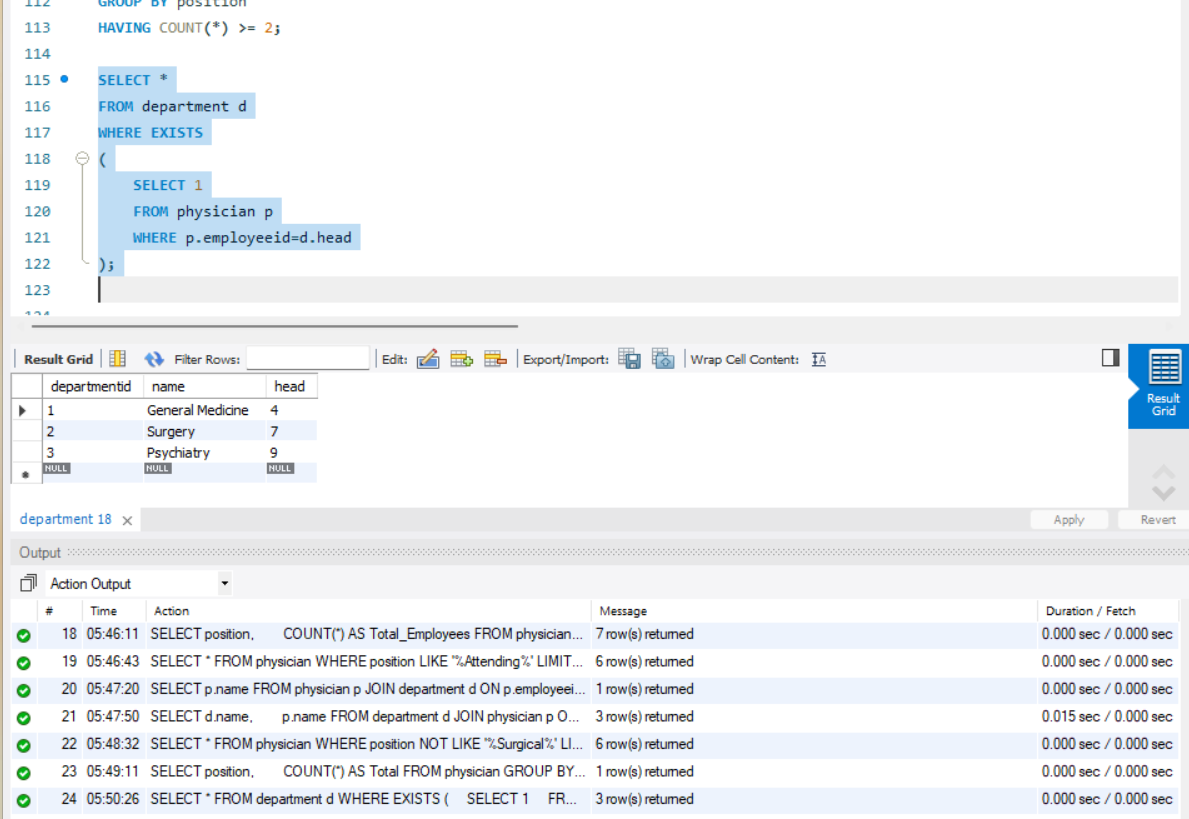 112 GROUP BY position
113 HAVING COUNT(*) >= 2;
114
115 SELECT *
116 FROM department d
117 WHERE EXISTS
118 (
119 SELECT 1
120 FROM physician p
121 WHERE p.employeeid=d.head
122 );
123
124
Result Grid Filter Rows: Edit: Export/Import: Wrap Cell Content:
Result Grid
departmentid name head
1 General Medicine 4
2 Surgery 7
3 Psychiatry 9
NULL NULL NULL
department 18 Apply Revert
Output
Action Output
# Time Action Message Duration / Fetch
18 05:46:11 SELECT position, COUNT(*) AS Total_Employees FROM physician... 7 row(s) returned 0.000 sec / 0.000 sec
19 05:46:43 SELECT * FROM physician WHERE position LIKE '%Attending%' LIMIT... 6 row(s) returned 0.000 sec / 0.000 sec
20 05:47:20 SELECT p.name FROM physician p JOIN department d ON p.employeei... 1 row(s) returned 0.000 sec / 0.000 sec
21 05:47:50 SELECT d.name, p.name FROM department d JOIN physician p O... 3 row(s) returned 0.015 sec / 0.000 sec
22 05:48:32 SELECT * FROM physician WHERE position NOT LIKE '%Surgical%' LI... 6 row(s) returned 0.000 sec / 0.000 sec
23 05:49:11 SELECT position, COUNT(*) AS Total FROM physician GROUP BY... 1 row(s) returned 0.000 sec / 0.000 sec
24 05:50:26 SELECT * FROM department d WHERE EXISTS ( SELECT 1 FR... 3 row(s) returned 0.000 sec / 0.000 sec